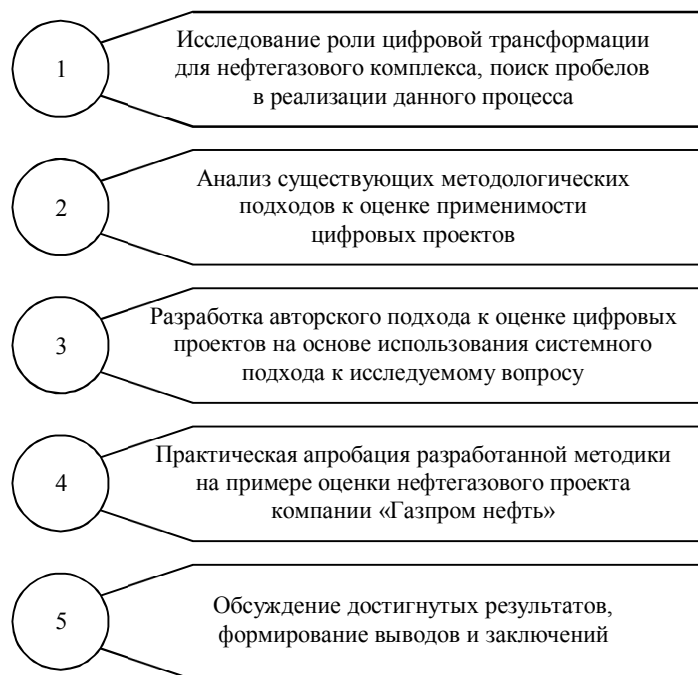 1
Исследование роли цифровой трансформации
для нефтегазового комплекса, поиск пробелов
в реализации данного процесса
2
Анализ существующих методологических
подходов к оценке применимости
цифровых проектов
3
Разработка авторского подхода к оценке цифровых
проектов на основе использования системного
подхода к исследуемому вопросу
4
Практическая апробация разработанной методики
на примере оценки нефтегазового проекта
компании «Газпром нефть»
5
Обсуждение достигнутых результатов,
формирование выводов и заключений